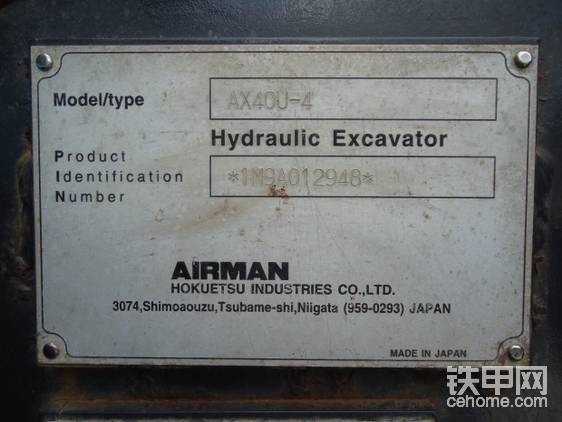 Model/type AX40U-4
Hydraulic Excavator
Product
Identification *1M9A012948*
Number
AIRMAN
HOKUETSU INDUSTRIES CO.,LTD.
3074,Shimoaouzu,Tsubame-shi,Niigata (959-0293) JAPAN
MADE IN JAPAN
铁甲网
cehome.com